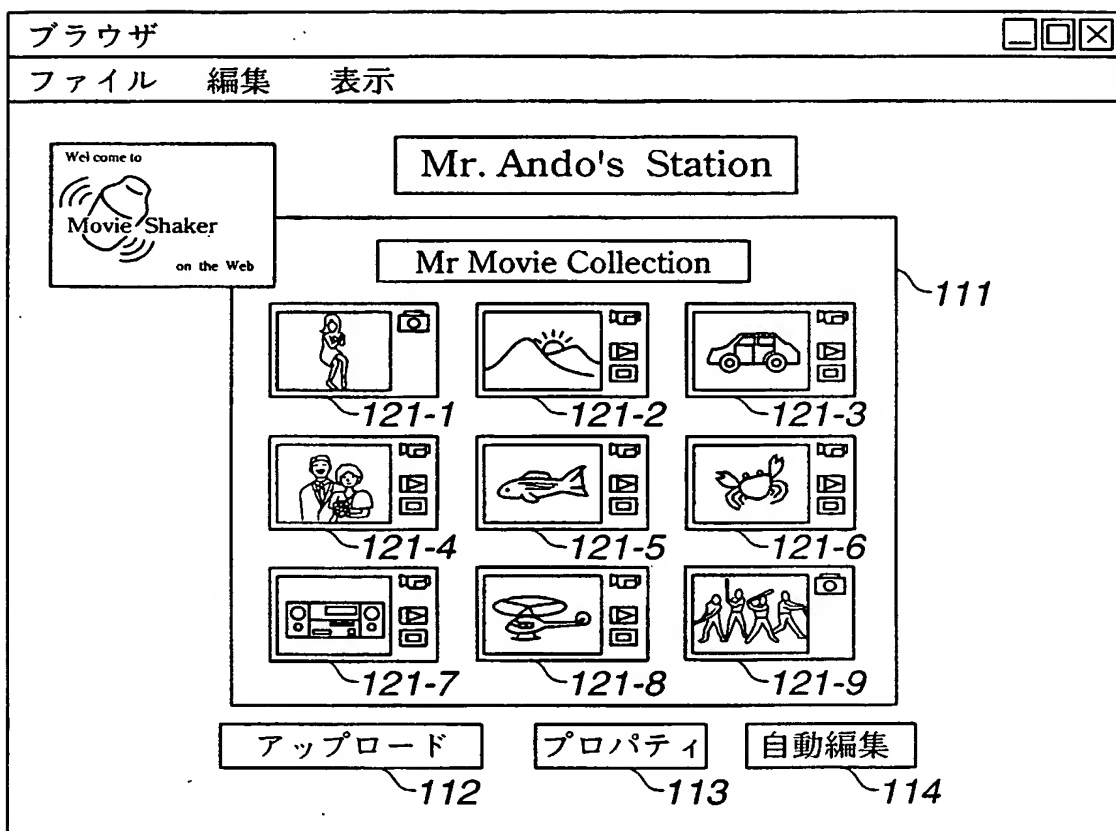 ブラウザ
ファイル 編集 表示
Welcome to
Movie Shaker
on the Web
Mr. Ando's Station
Mr Movie Collection
111
121-1 121-2 121-3
121-4 121-5 121-6
121-7 121-8 121-9
アップロード プロパティ 自動編集
112 113 114